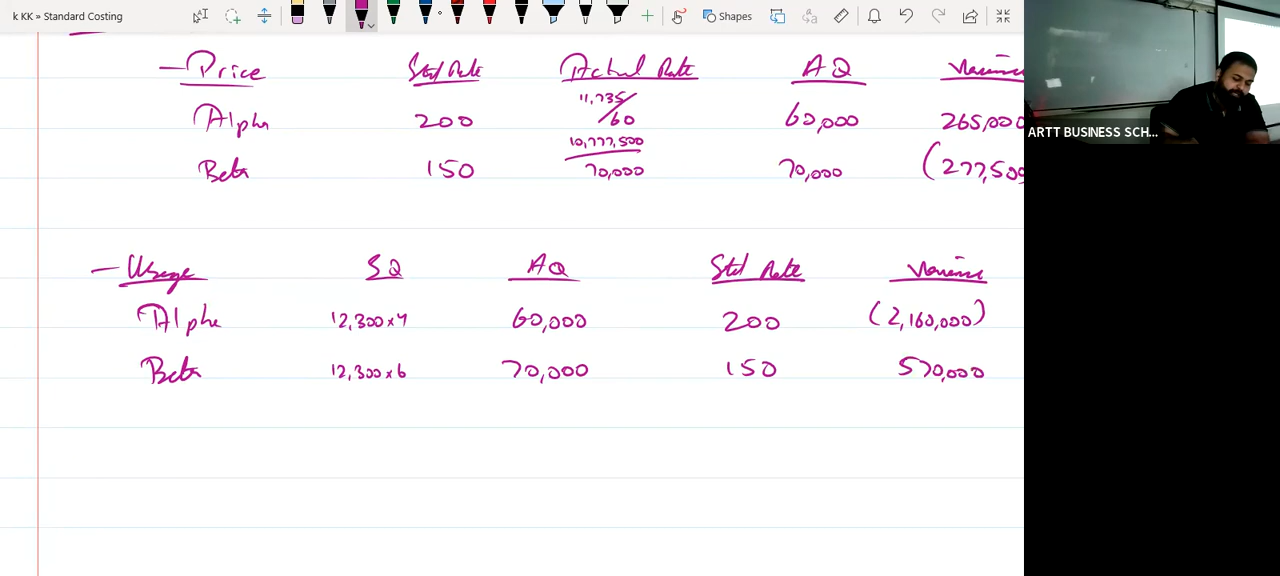 k KK » Standard Costing
Shapes
— Price Std Rate Actual Rate AQ
Alpha 200 11,735/60 60,000 265,000
Beta 150 10,777,500/70,000 70,000 (277,500
— Usage SQ AQ Std Rate Variance
Alpha 12,300 x 4 60,000 200 (2,160,000)
Beta 12,300 x 6 70,000 150 570,000
ARTT BUSINESS SCH...